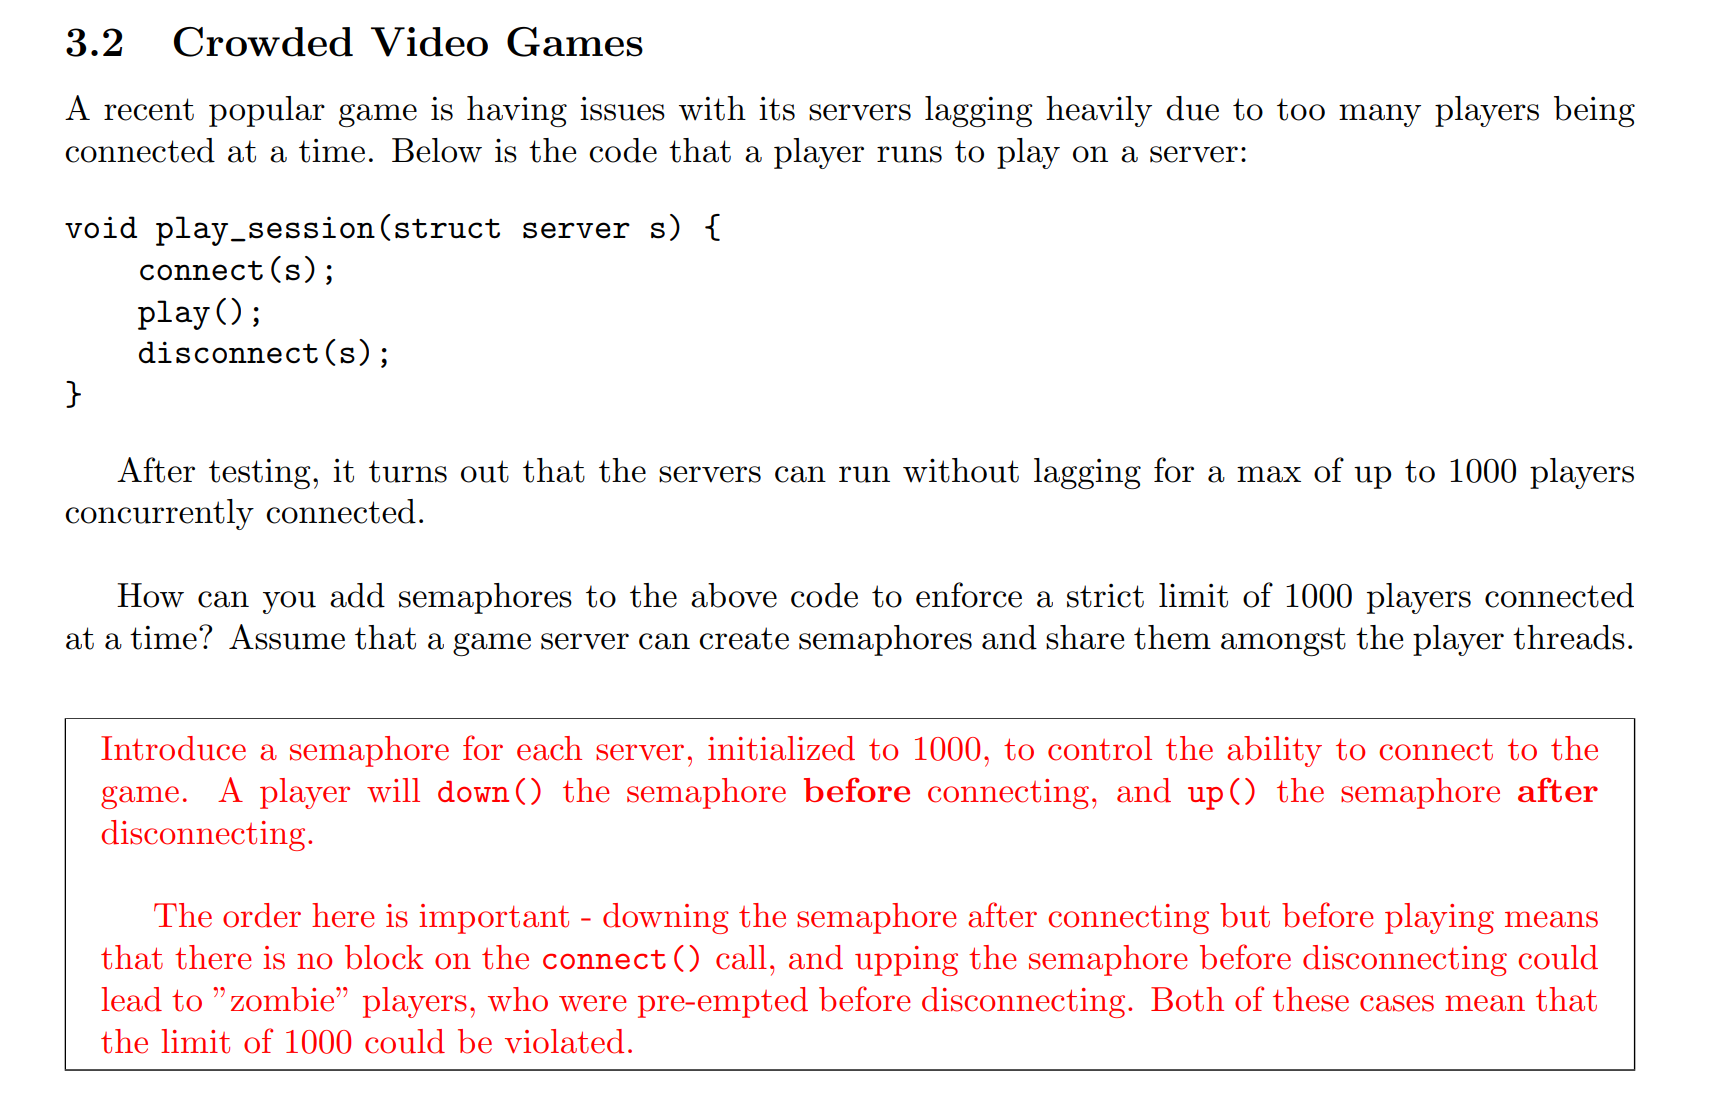 3.2 Crowded Video Games
A recent popular game is having issues with its servers lagging heavily due to too many players being
connected at a time. Below is the code that a player runs to play on a server:
void play_session(struct server s) {
    connect(s);
    play();
    disconnect(s);
}
After testing, it turns out that the servers can run without lagging for a max of up to 1000 players
concurrently connected.
How can you add semaphores to the above code to enforce a strict limit of 1000 players connected
at a time? Assume that a game server can create semaphores and share them amongst the player threads.
Introduce a semaphore for each server, initialized to 1000, to control the ability to connect to the
game. A player will down() the semaphore before connecting, and up() the semaphore after
disconnecting.
The order here is important - downing the semaphore after connecting but before playing means
that there is no block on the connect() call, and upping the semaphore before disconnecting could
lead to ”zombie” players, who were pre-empted before disconnecting. Both of these cases mean that
the limit of 1000 could be violated.